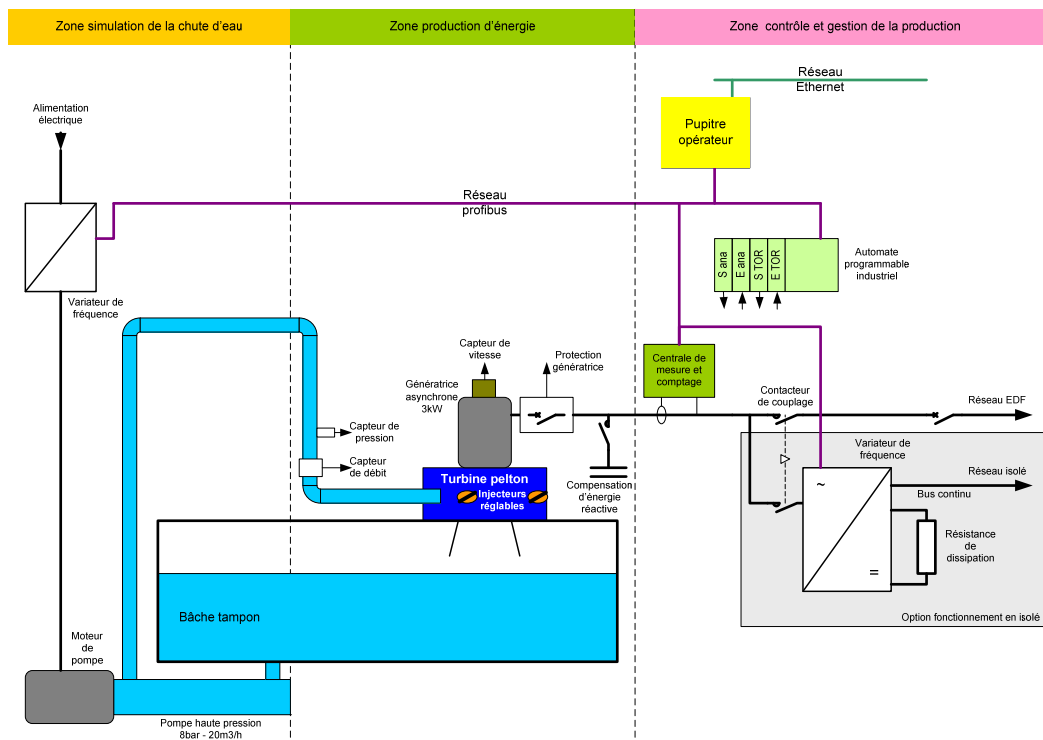 Zone simulation de la chute d'eau
Zone production d'énergie
Zone contrôle et gestion de la production
Réseau
Ethernet
Alimentation
électrique
Pupitre
opérateur
Réseau
profibus
S ana
E ana
S TOR
E TOR
Automate
programmable
industriel
Variateur de
fréquence
Capteur de
vitesse
Protection
génératrice
Centrale de
mesure et
comptage
Génératrice
asynchrone
3kW
Contacteur
de couplage
Réseau EDF
Capteur de
pression
Capteur
de débit
Turbine pelton
Injecteurs
réglables
Compensation
d'énergie
réactive
Variateur de
fréquence
~
=
Réseau isolé
Bus continu
Résistance
de
dissipation
Option fonctionnement en isolé
Bâche tampon
Moteur
de
pompe
Pompe haute pression
8bar - 20m3/h